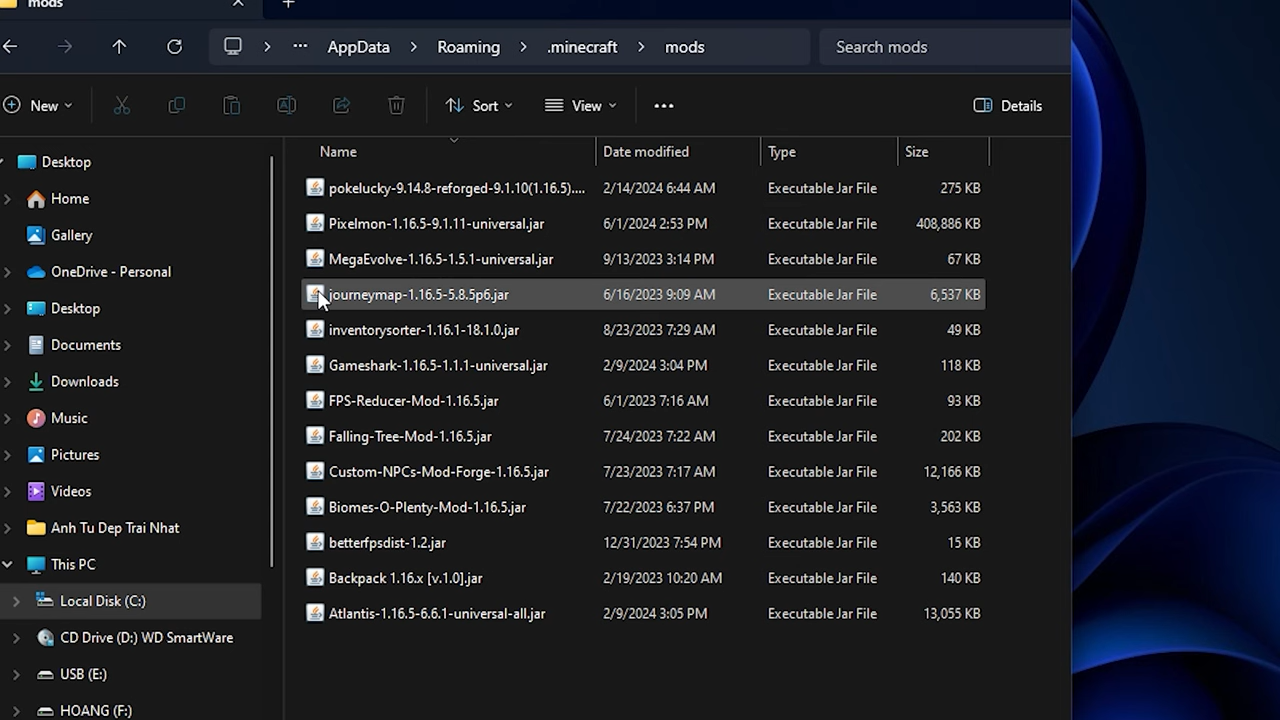 mods
AppData
Roaming
.minecraft
mods
Search mods
New
Sort
View
Details
Name Date modified Type Size
pokelucky-9.14.8-reforged-9.1.10(1.16.5).... 2/14/2024 6:44 AM Executable Jar File 275 KB
Pixelmon-1.16.5-9.1.11-universal.jar 6/1/2024 2:53 PM Executable Jar File 408,886 KB
MegaEvolve-1.16.5-1.5.1-universal.jar 9/13/2023 3:14 PM Executable Jar File 67 KB
journeymap-1.16.5-5.8.5p6.jar 6/16/2023 9:09 AM Executable Jar File 6,537 KB
inventorysorter-1.16.1-18.1.0.jar 8/23/2023 7:29 AM Executable Jar File 49 KB
Gameshark-1.16.5-1.1.1-universal.jar 2/9/2024 3:04 PM Executable Jar File 118 KB
FPS-Reducer-Mod-1.16.5.jar 6/1/2023 7:16 AM Executable Jar File 93 KB
Falling-Tree-Mod-1.16.5.jar 7/24/2023 7:22 AM Executable Jar File 202 KB
Custom-NPCs-Mod-Forge-1.16.5.jar 7/23/2023 7:17 AM Executable Jar File 12,166 KB
Biomes-O-Plenty-Mod-1.16.5.jar 7/22/2023 6:37 PM Executable Jar File 3,563 KB
betterfpsdist-1.2.jar 12/31/2023 7:54 PM Executable Jar File 15 KB
Backpack 1.16.x [v.1.0].jar 2/19/2023 10:20 AM Executable Jar File 140 KB
Atlantis-1.16.5-6.6.1-universal-all.jar 2/9/2024 3:05 PM Executable Jar File 13,055 KB
Desktop
Home
Gallery
OneDrive - Personal
Desktop
Documents
Downloads
Music
Pictures
Videos
Anh Tu Dep Trai Nhat
This PC
Local Disk (C:)
CD Drive (D:) WD SmartWare
USB (E:)
HOANG (F:)